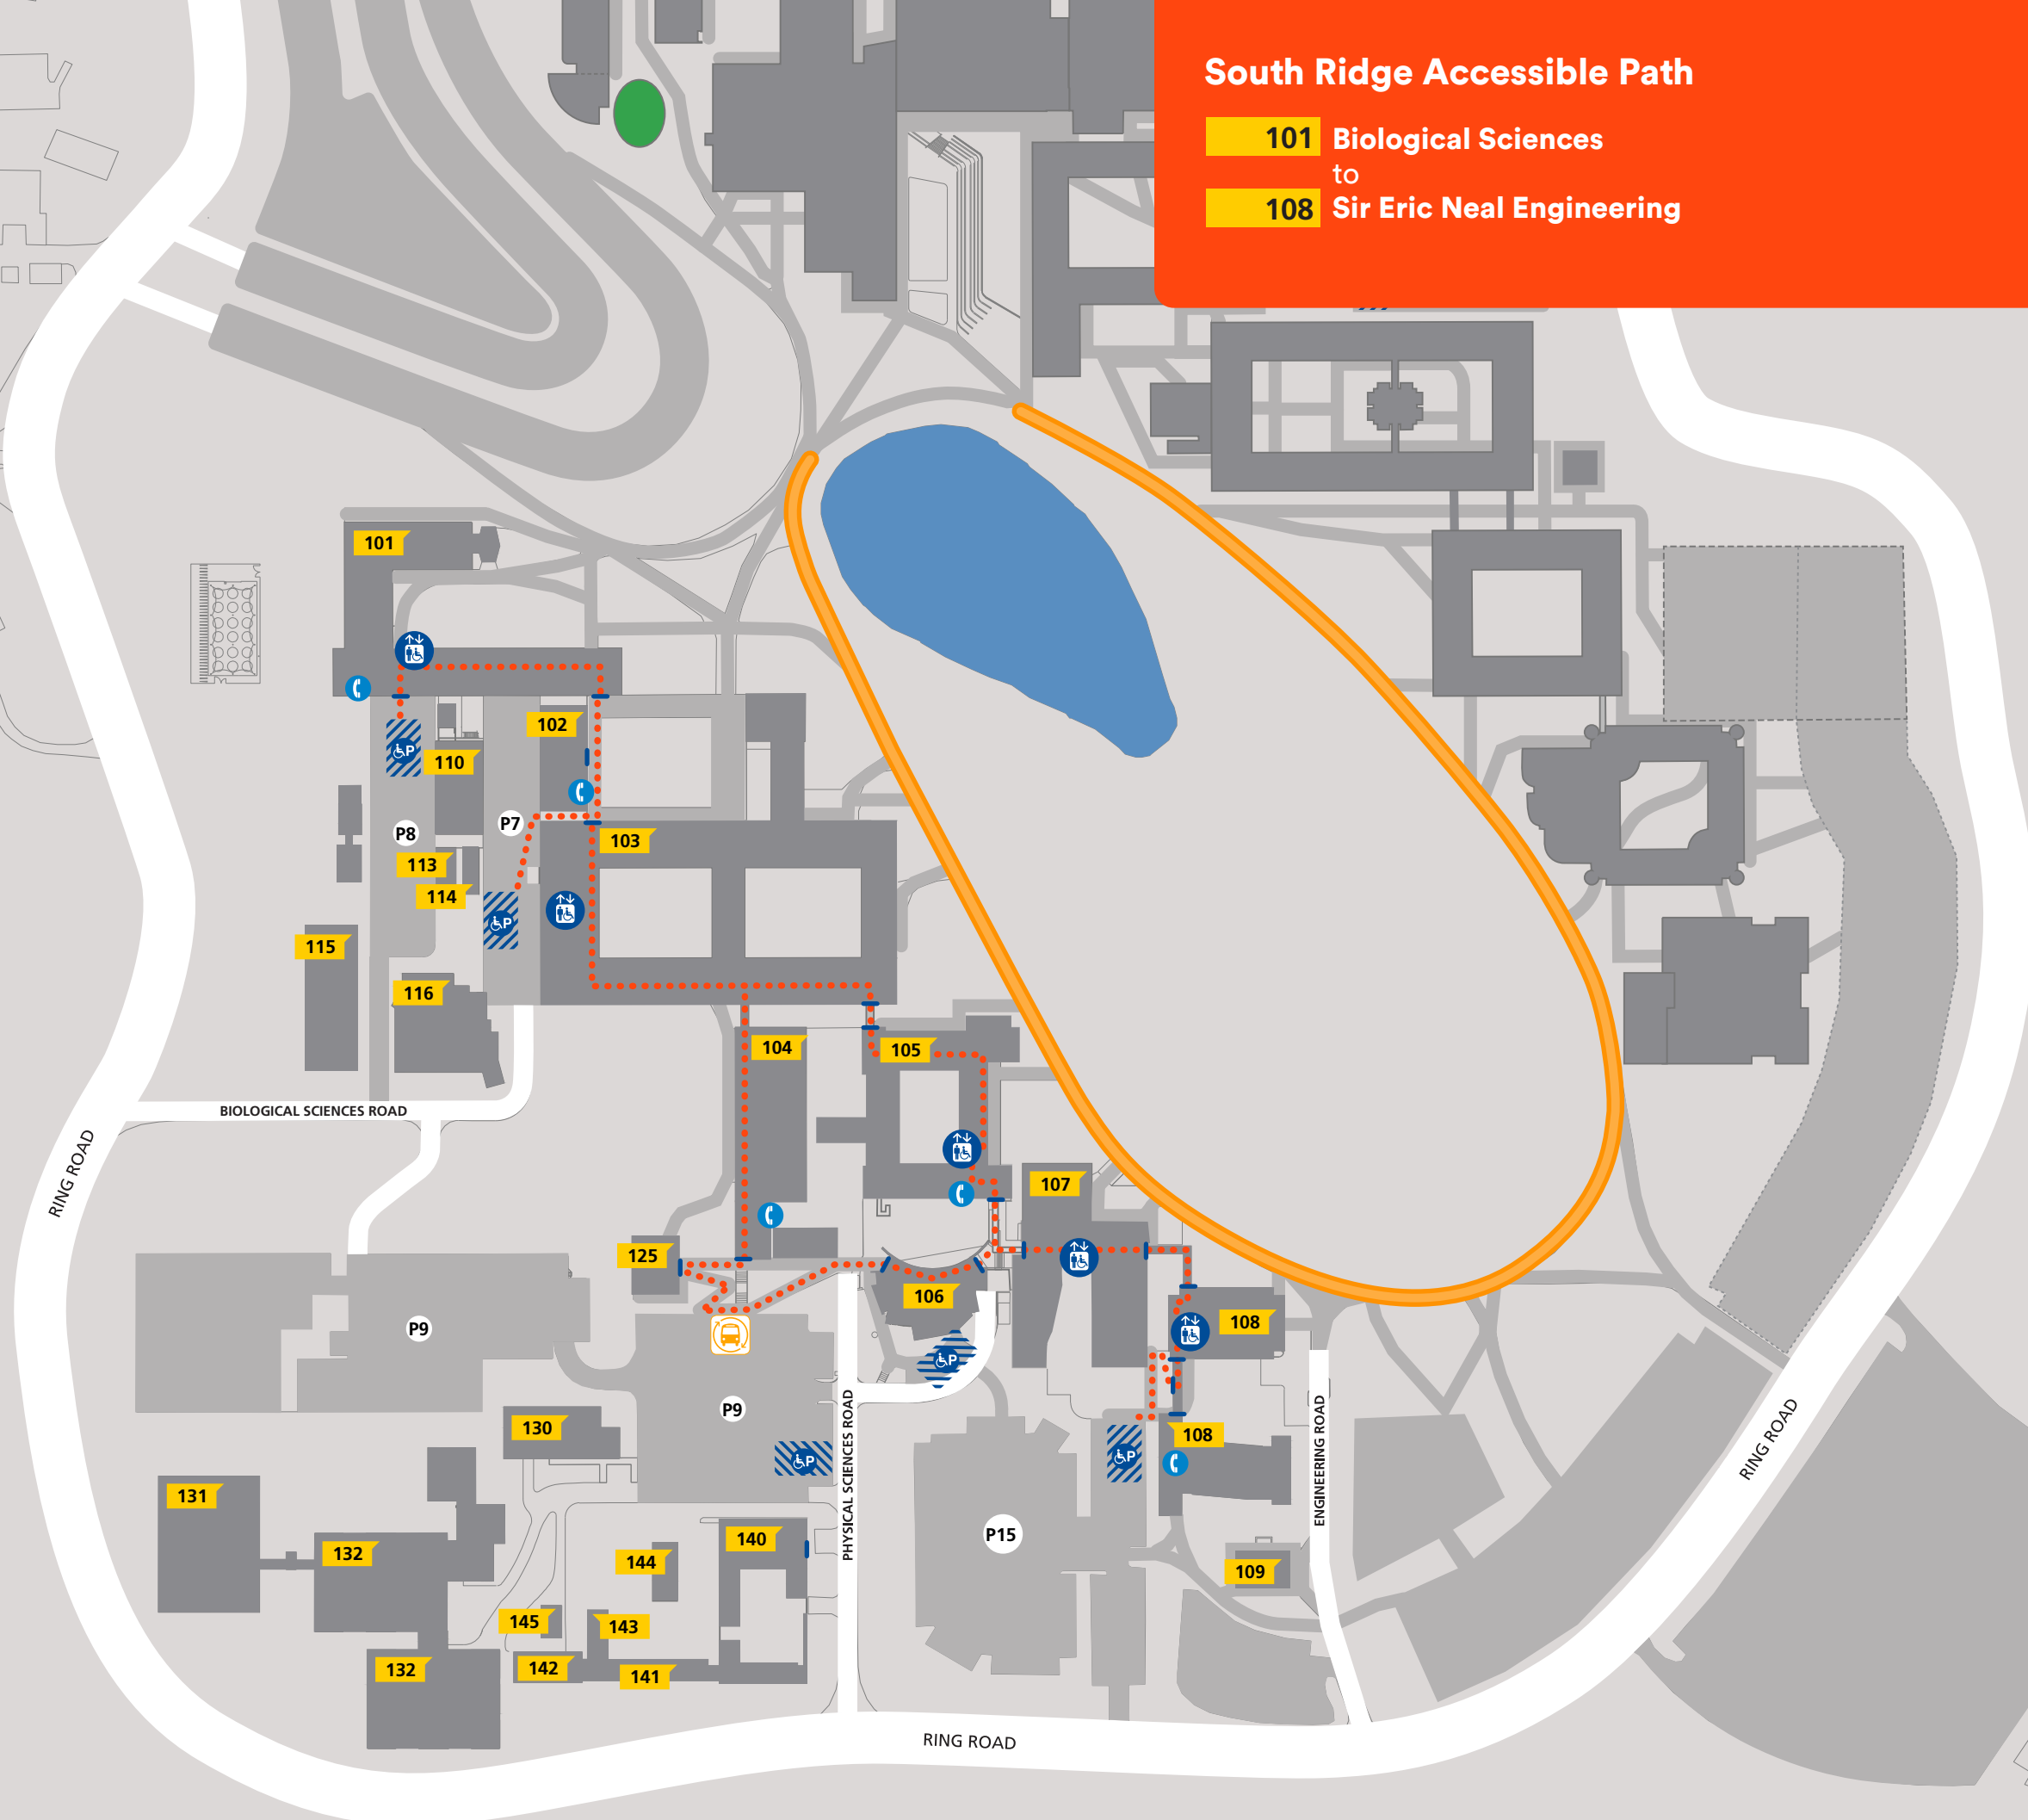 South Ridge Accessible Path
101 Biological Sciences
to
108 Sir Eric Neal Engineering
101
102
110
P7
P8
103
113
114
115
116
104
105
BIOLOGICAL SCIENCES ROAD
RING ROAD
107
125
106
108
P9
P9
130
108
P
P
P
P
P
PHYSICAL SCIENCES ROAD
ENGINEERING ROAD
RING ROAD
131
132
P15
140
144
109
145
143
142
141
132
RING ROAD